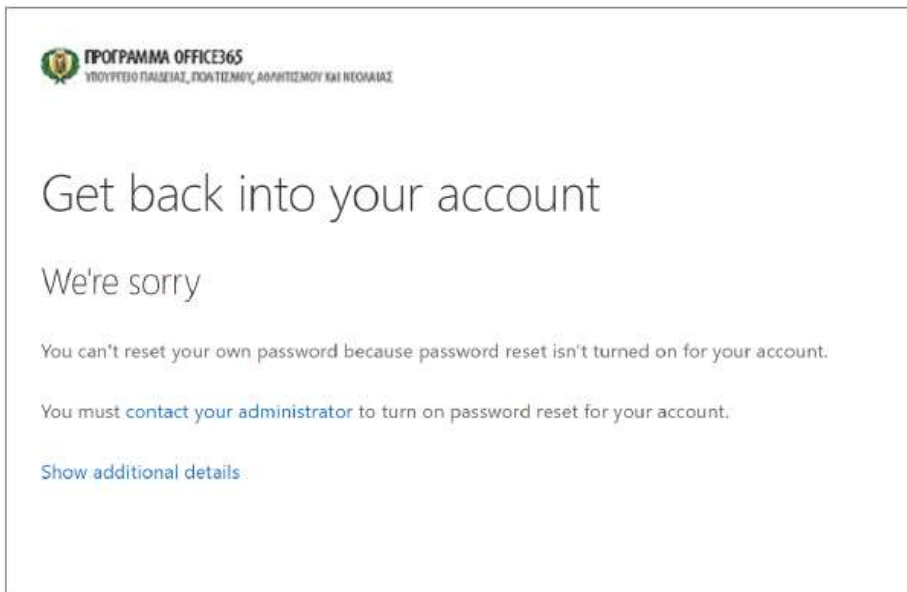 ΠΡΟΓΡΑΜΜΑ OFFICE365
ΥΠΟΥΡΓΕΙΟ ΠΑΙΔΕΙΑΣ, ΠΟΛΙΤΙΣΜΟΥ, ΑΘΛΗΤΙΣΜΟΥ ΚΑΙ ΝΕΟΛΑΙΑΣ
Get back into your account
We're sorry
You can't reset your own password because password reset isn't turned on for your account.
You must contact your administrator to turn on password reset for your account.
Show additional details